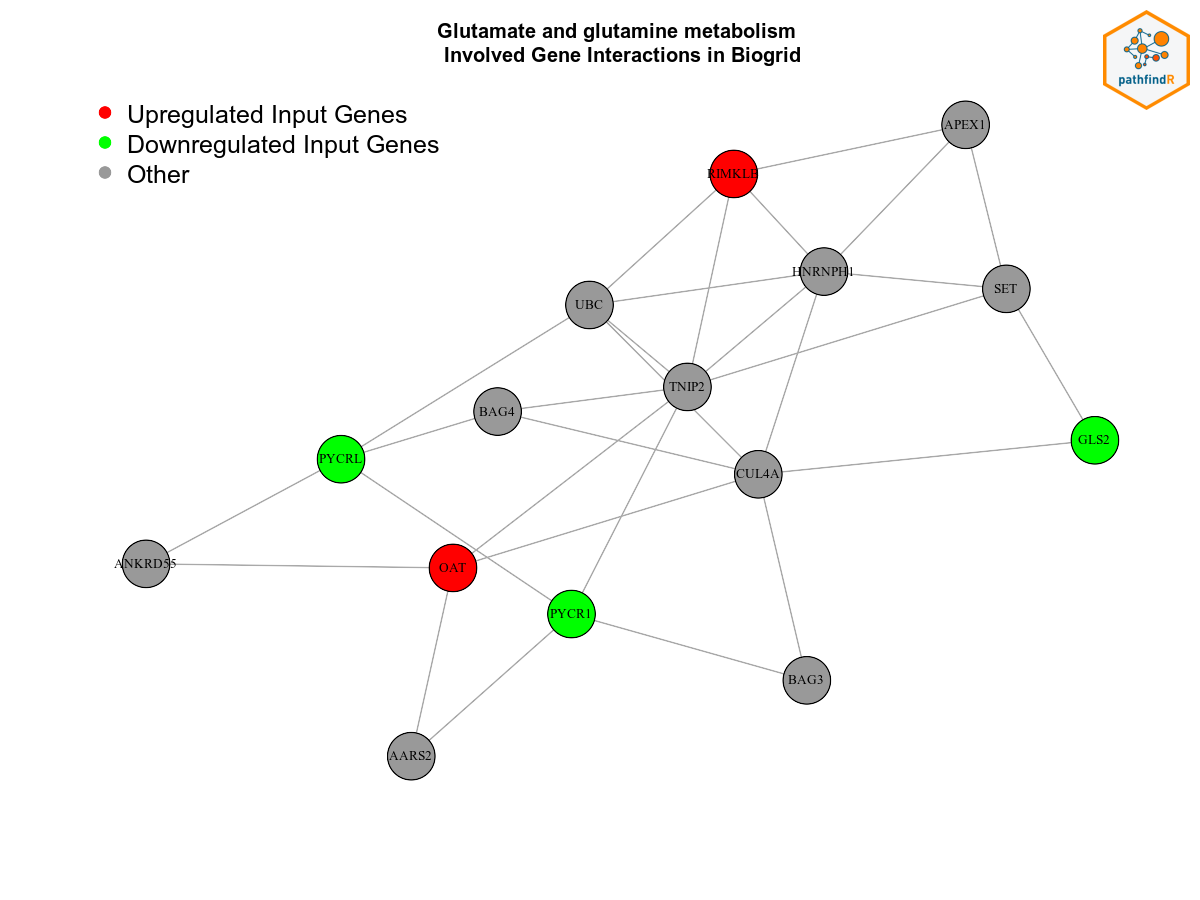 Glutamate and glutamine metabolism
Involved Gene Interactions in Biogrid
pathfindR
Upregulated Input Genes
Downregulated Input Genes
Other
APEX1
RIMKLB
HNRNPH1
SET
UBC
TNIP2
BAG4
GLS2
PYCRL
CUL4A
ANKRD55
OAT
PYCR1
BAG3
AARS2